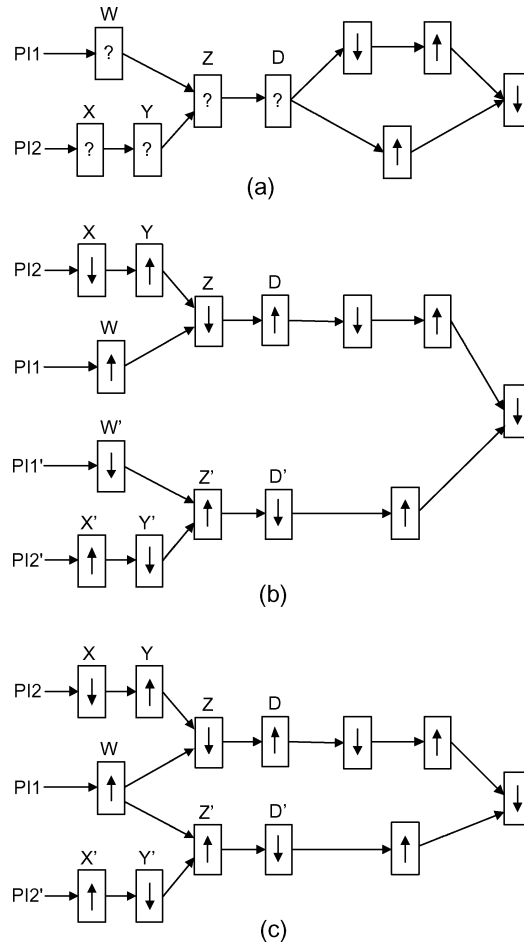 W
PI1
?
Z
D
?
?
X
Y
PI2
?
?
(a)
X
Y
PI2
Z
D
W
PI1
W'
PI1'
Z'
D'
X'
Y'
PI2'
(b)
X
Y
PI2
Z
D
W
PI1
Z'
D'
X'
Y'
PI2'
(c)